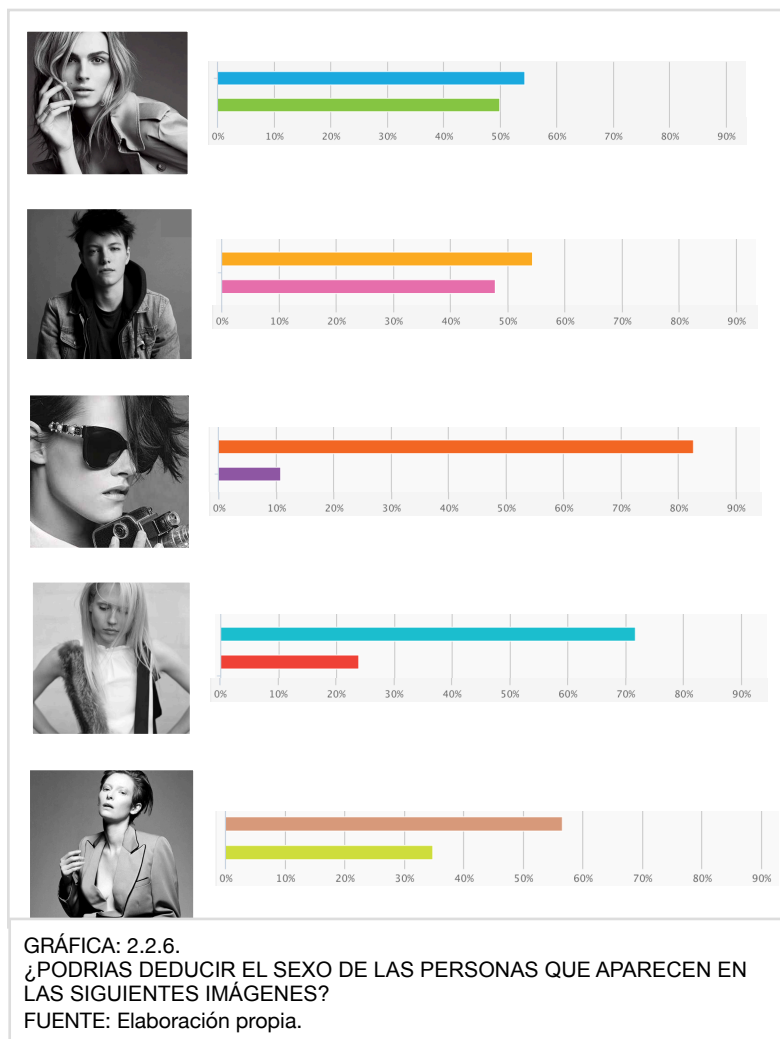 0% 10% 20% 30% 40% 50% 60% 70% 80% 90%
0% 10% 20% 30% 40% 50% 60% 70% 80% 90%
0% 10% 20% 30% 40% 50% 60% 70% 80% 90%
0% 10% 20% 30% 40% 50% 60% 70% 80% 90%
0% 10% 20% 30% 40% 50% 60% 70% 80% 90%
GRÁFICA: 2.2.6.
¿PODRIAS DEDUCIR EL SEXO DE LAS PERSONAS QUE APARECEN EN
LAS SIGUIENTES IMÁGENES?
FUENTE: Elaboración propia.